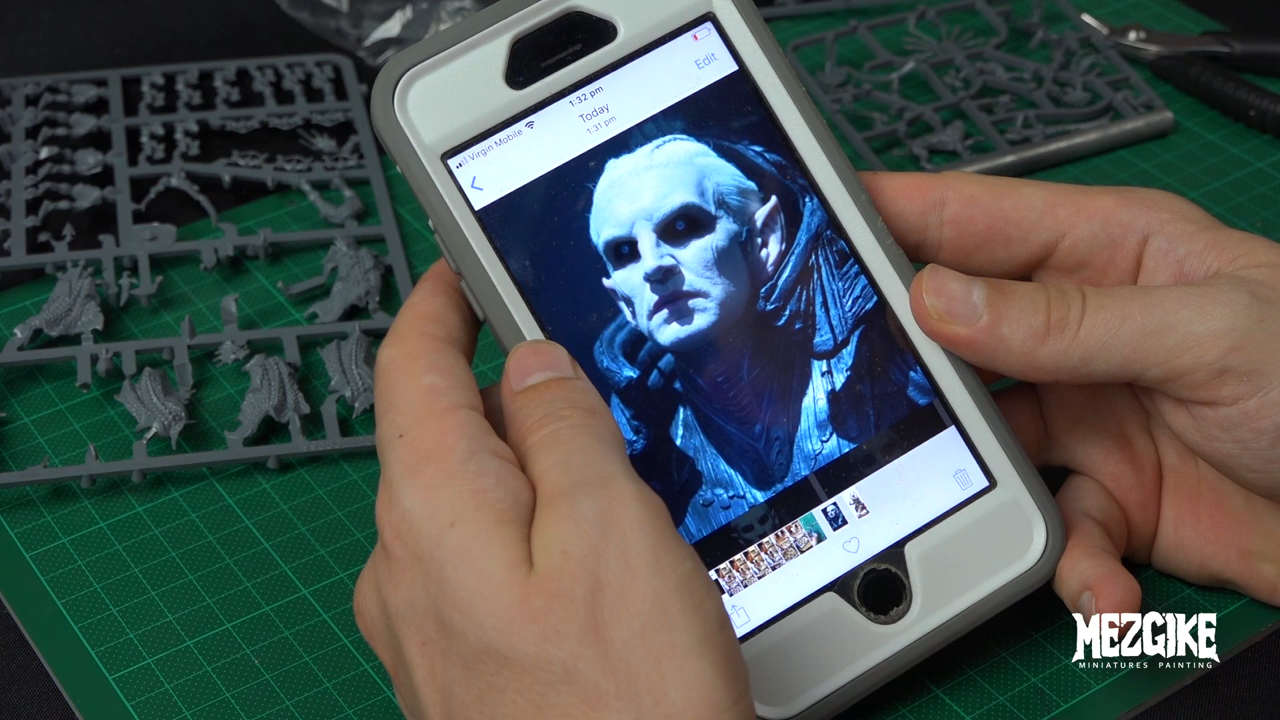 Edit
1:32 pm
Virgin Mobile
Today
1:31 pm
MEZGIKE
MINIATURES PAINTING